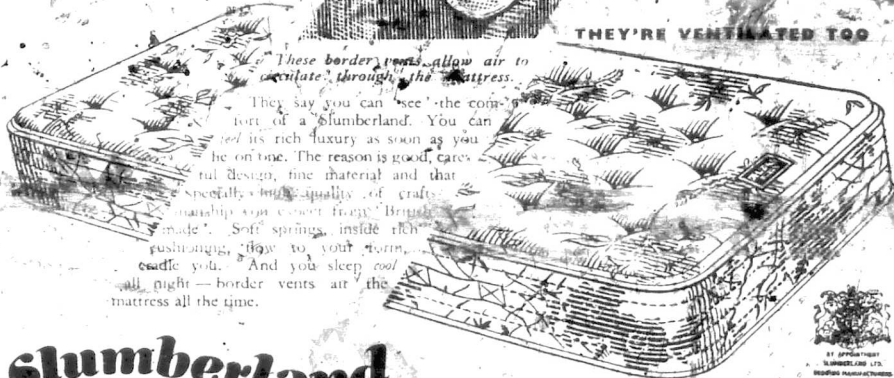 THEY'RE VENTILATED TOO
These border vents allow air to
circulate through the mattress.
They say you can 'see' the com-
fort of a Slumberland. You can
feel its rich luxury as soon as you
lie on one. The reason is good, care-
ful design, fine material and that
specially high quality of crafts-
manship you expect from 'British
made'. Soft springs, inside rich
cushioning, flow to your form,
cradle you. And you sleep cool
all night — border vents air the
mattress all the time.
Slumberland
BY APPOINTMENT
SLUMBERLAND LTD.
BEDDING MANUFACTURERS